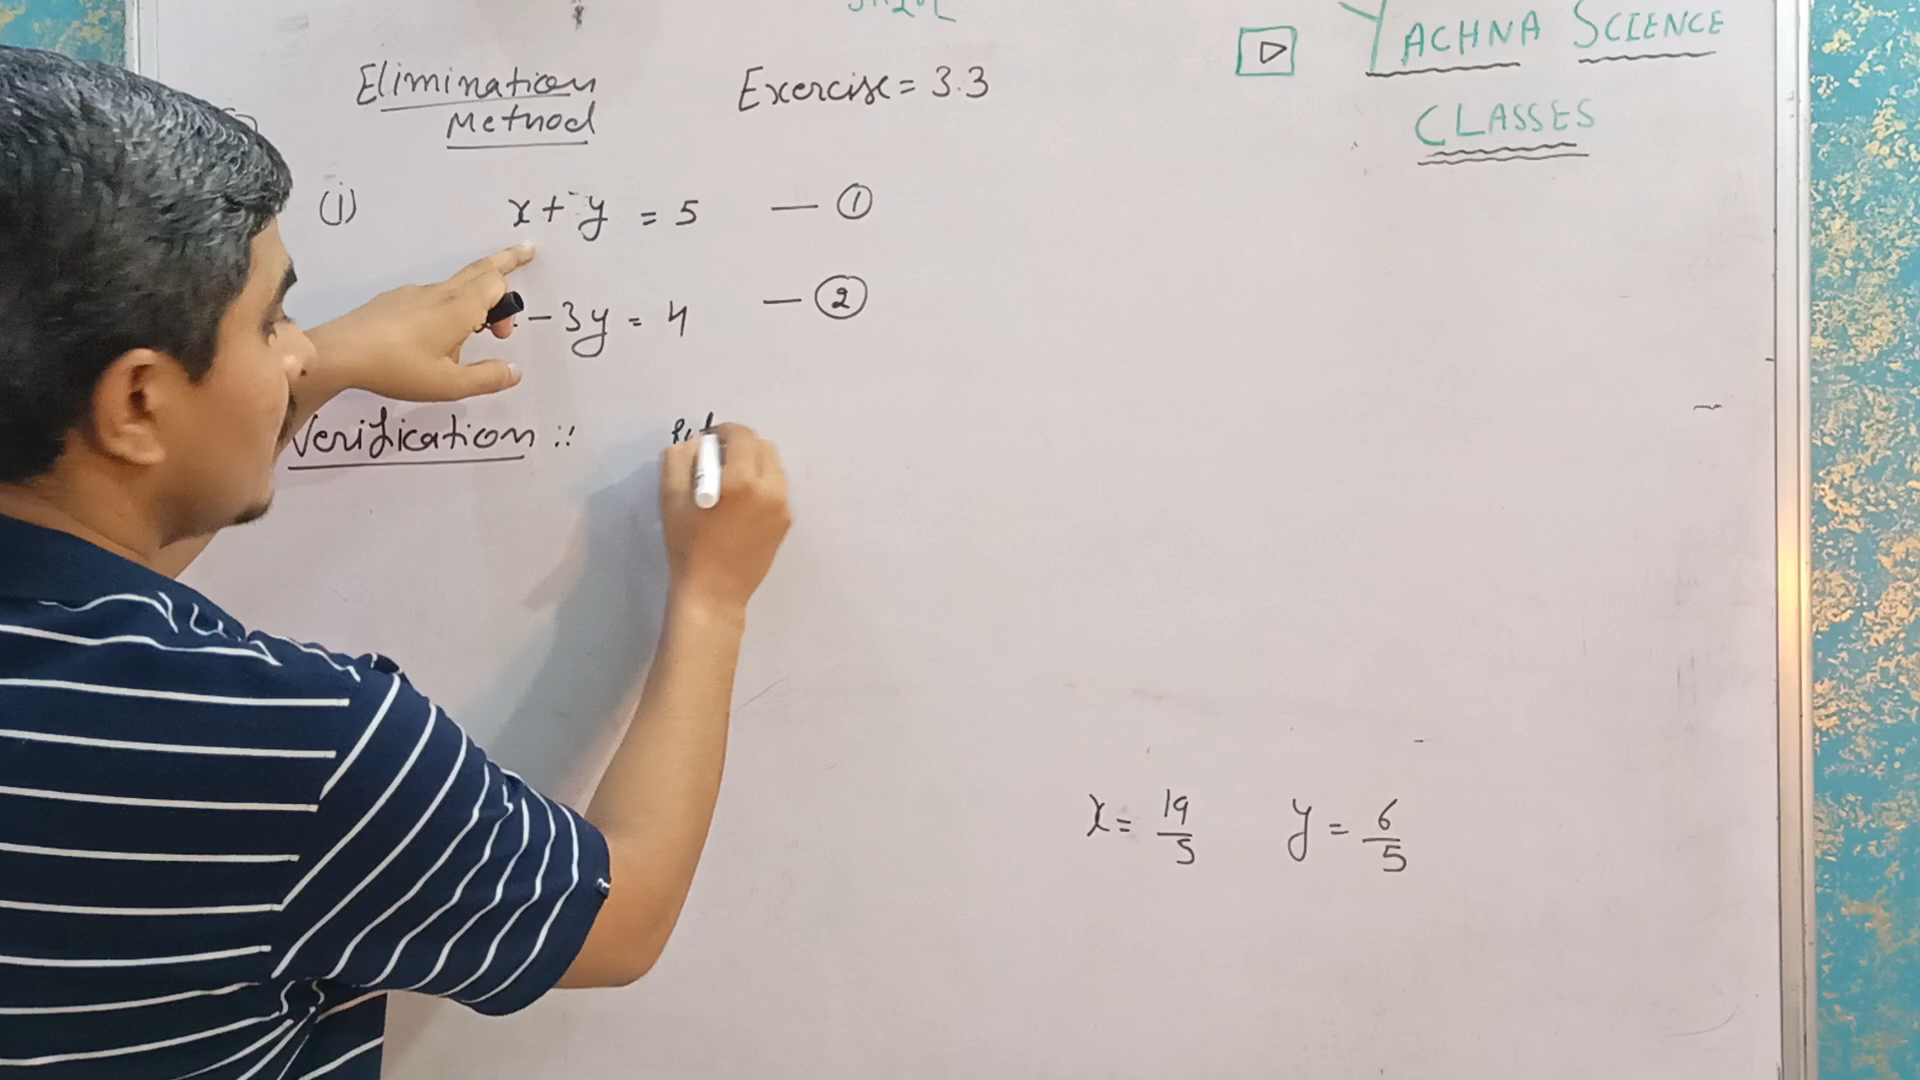 YACHNA SCIENCE
CLASSES
Elimination
Method
Exercise = 3.3
(i) x + y = 5 — ①
- 3y = 4 — ②
Verification ::
x = 19/5 y = 6/5